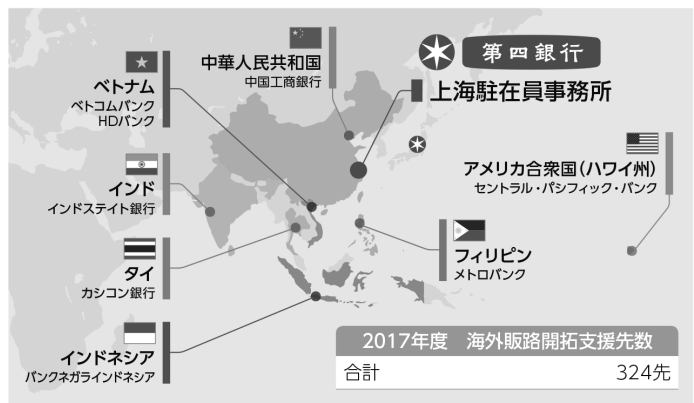 第四銀行
上海駐在員事務所
中華人民共和国
中国工商銀行
ベトナム
ベトコムバンク
HDバンク
アメリカ合衆国(ハワイ州)
セントラル・パシフィック・バンク
インド
インドステイト銀行
フィリピン
メトロバンク
タイ
カシコン銀行
インドネシア
バンクネガラインドネシア
2017年度 海外販路開拓支援先数
合計 324先